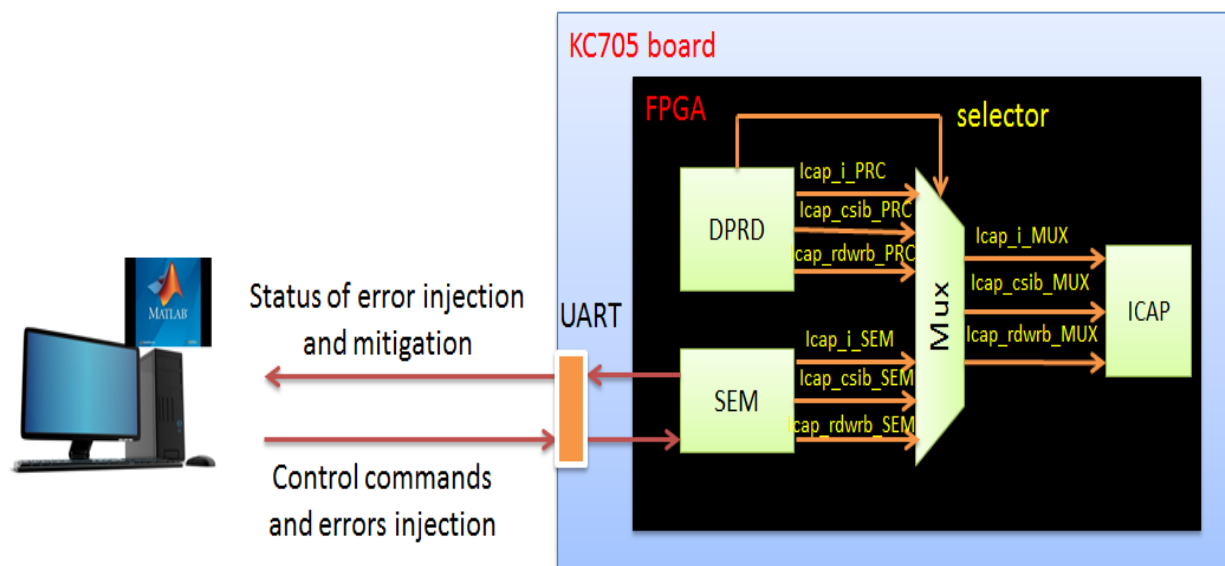 KC705 board
FPGA
selector
Icap_i_PRC
Icap_csib_PRC
Icap_rdwrb_PRC
DPRD
Icap_i_MUX
Icap_csib_MUX
Icap_rdwrb_MUX
Mux
ICAP
MATLAB
Status of error injection
and mitigation
UART
Icap_i_SEM
Icap_csib_SEM
Icap_rdwrb_SEM
SEM
Control commands
and errors injection